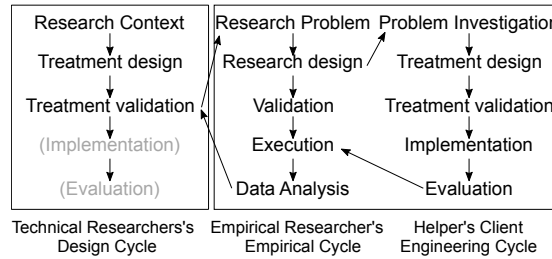 Research Context
Treatment design
Treatment validation
(Implementation)
(Evaluation)
Technical Researchers's
Design Cycle
Research Problem
Research design
Validation
Execution
Data Analysis
Empirical Researcher's
Empirical Cycle
Problem Investigation
Treatment design
Treatment validation
Implementation
Evaluation
Helper's Client
Engineering Cycle